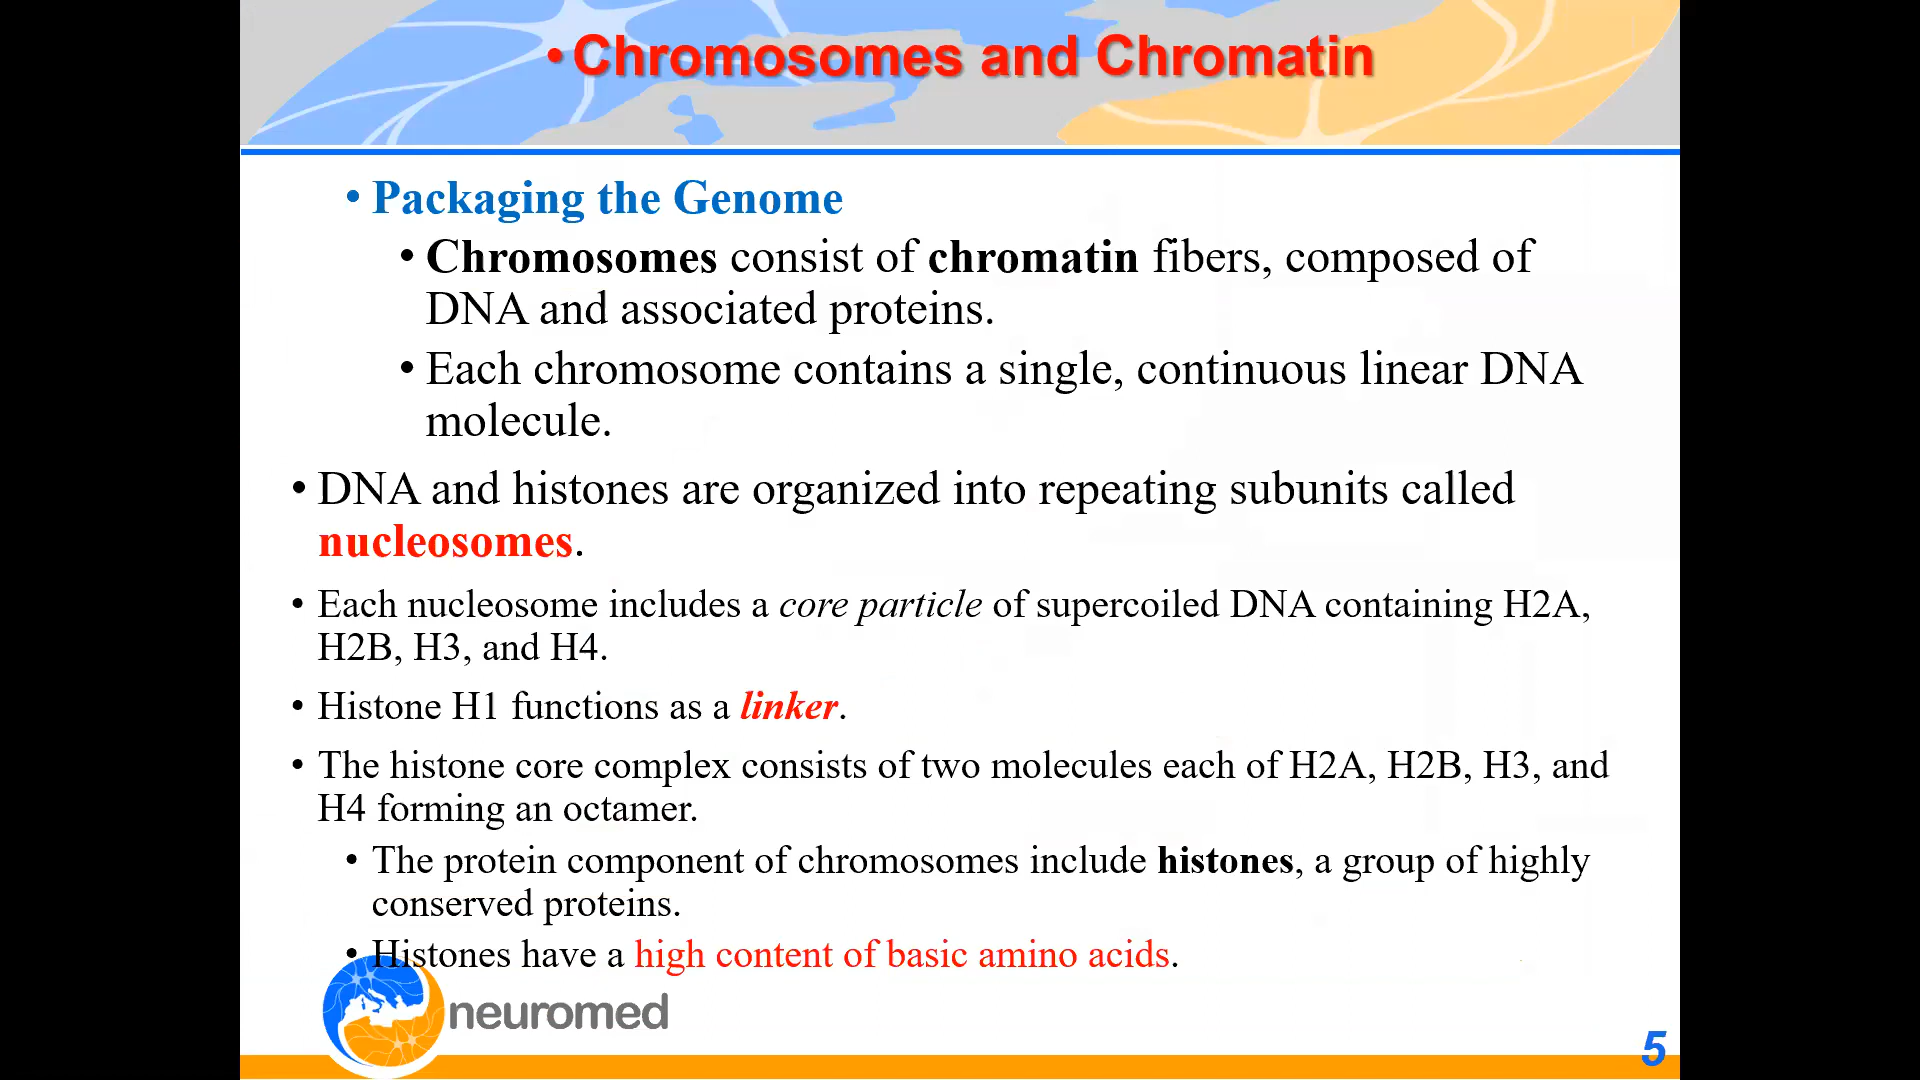 • Chromosomes and Chromatin
• Packaging the Genome
• Chromosomes consist of chromatin fibers, composed of
DNA and associated proteins.
• Each chromosome contains a single, continuous linear DNA
molecule.
• DNA and histones are organized into repeating subunits called
nucleosomes.
• Each nucleosome includes a core particle of supercoiled DNA containing H2A,
H2B, H3, and H4.
• Histone H1 functions as a linker.
• The histone core complex consists of two molecules each of H2A, H2B, H3, and
H4 forming an octamer.
• The protein component of chromosomes include histones, a group of highly
conserved proteins.
• Histones have a high content of basic amino acids.
neuromed
5